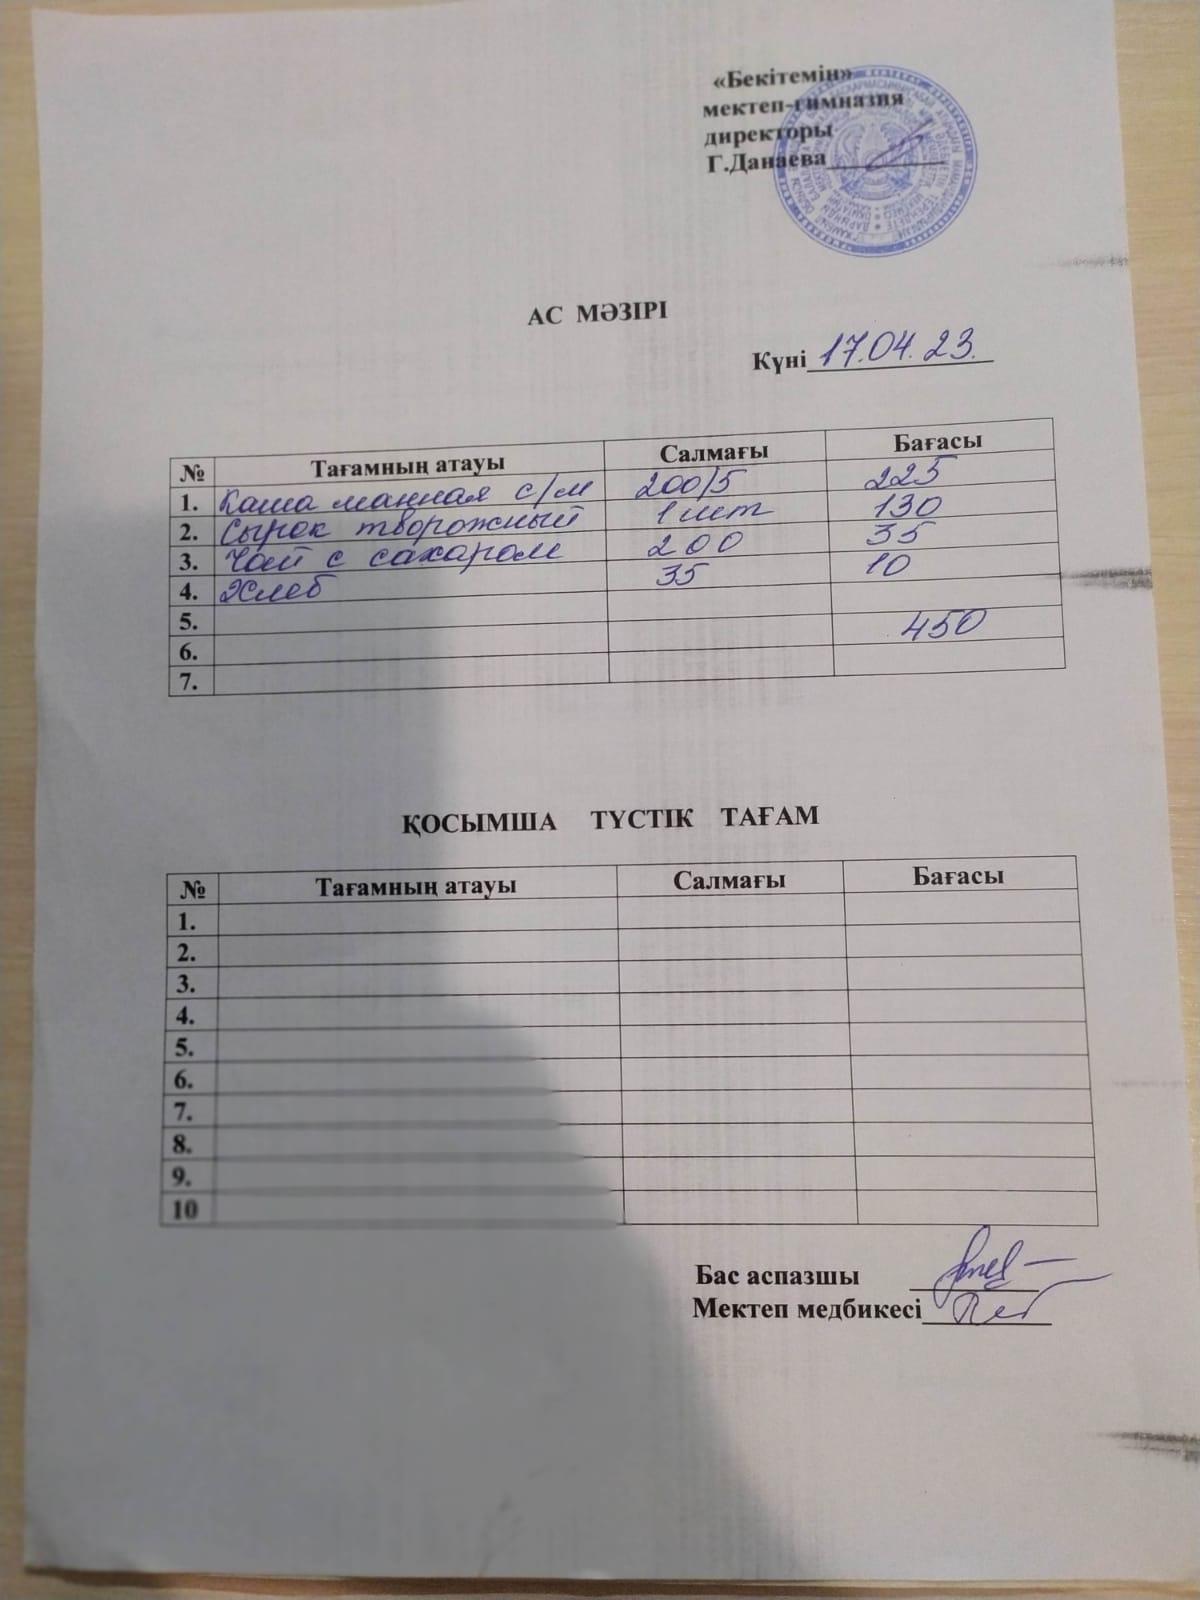 «Бекітемін»
мектеп-гимназия
директоры
Г.Данаева
АС МӘЗІРІ
Күні 17.04.23.
№ Тағамның атауы Салмағы Бағасы
1. Каша манная с/м 200/5 225
2. Сырок творожный 1 шт 130
3. Чай с сахаром 200 35
4. Хлеб 35 10
5.
6. 450
7.
ҚОСЫМША ТҮСТІК ТАҒАМ
№ Тағамның атауы Салмағы Бағасы
1.
2.
3.
4.
5.
6.
7.
8.
9.
10
Бас аспазшы
Мектеп медбикесі